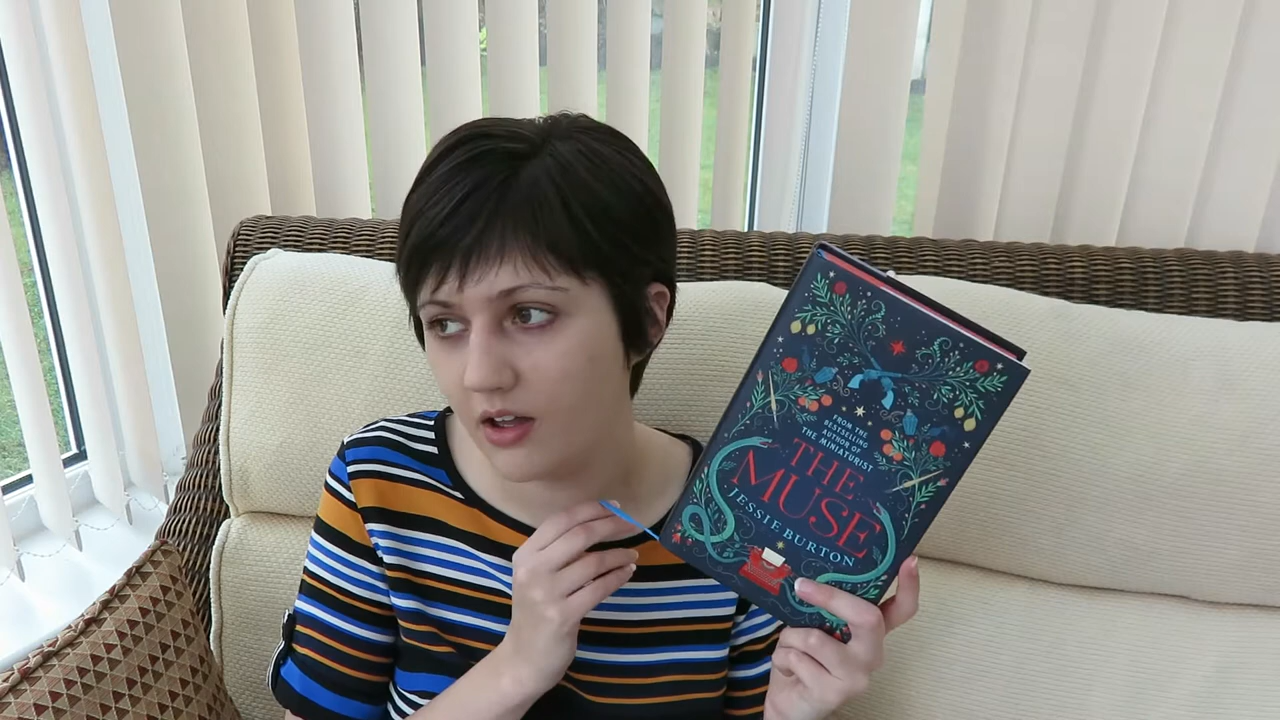 FROM THE
BESTSELLING
AUTHOR OF
THE MINIATURIST
THE
MUSE
JESSIE BURTON